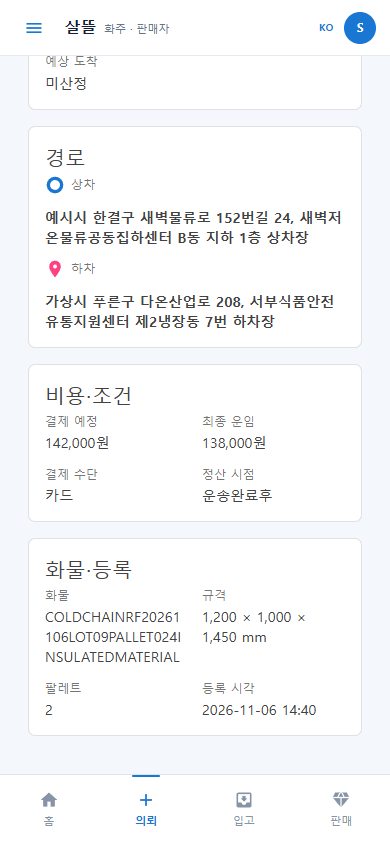 살뜰 화주 · 판매자 KO S
예상 도착
미산정
경로
상차
예시시 한결구 새벽물류로 152번길 24, 새벽저
온물류공동집하센터 B동 지하 1층 상차장
하차
가상시 푸른구 다온산업로 208, 서부식품안전
유통지원센터 제2냉장동 7번 하차장
비용·조건
결제 예정 최종 운임
142,000원 138,000원
결제 수단 정산 시점
카드 운송완료후
화물·등록
화물 규격
COLDCHAINRF20261 1,200 × 1,000 ×
106LOT09PALLET024I 1,450 mm
NSULATEDMATERIAL
팔레트 등록 시각
2 2026-11-06 14:40
홈 의뢰 입고 판매